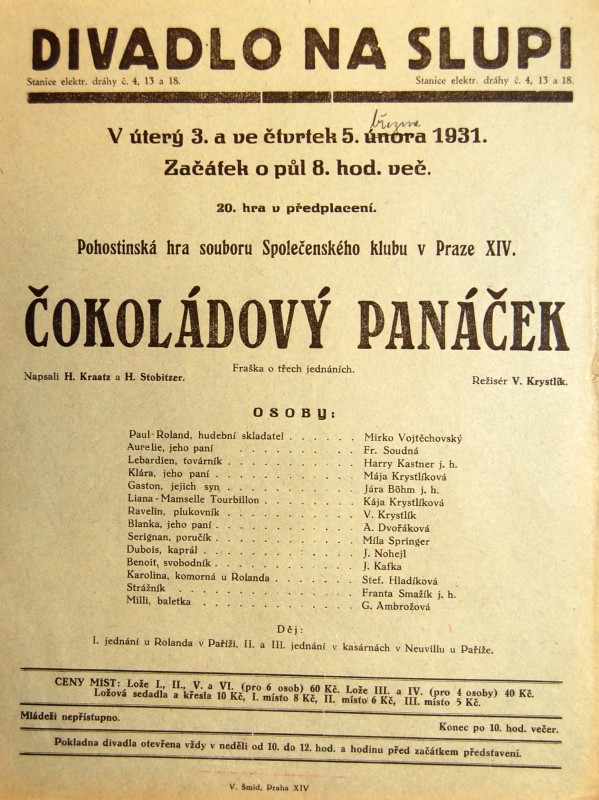 DIVADLO NA SLUPI
Stanice elektr. dráhy č. 4, 13 a 18. Stanice elektr. dráhy č. 4, 13 a 18.
března
V úterý 3. a ve čtvrtek 5. února 1931.
Začátek o půl 8. hod. več.
20. hra v předplacení.
Pohostinská hra souboru Společenského klubu v Praze XIV.
ČOKOLÁDOVÝ PANÁČEK
Fraška o třech jednáních.
Napsali H. Kraatz a H. Stobitzer. Režisér V. Krystlík.
OSOBY:
Paul Roland, hudební skladatel . . . . . . Mirko Vojtěchovský
Aurelie, jeho paní . . . . . . . . . . Fr. Soudná
Lebardien, továrník . . . . . . . . . . Harry Kastner j. h.
Klára, jeho paní . . . . . . . . . . . Mája Krystlíková
Gaston, jejich syn . . . . . . . . . . Jára Böhm j. h.
Liana-Mamselle Tourbillon . . . . . . . . Kája Krystlíková
Ravelin, plukovník . . . . . . . . . . V. Krystlík
Blanka, jeho paní . . . . . . . . . . A. Dvořáková
Serignan, poručík . . . . . . . . . . Míla Springer
Dubois, kaprál . . . . . . . . . . . J. Nohejl
Benoit, svobodník . . . . . . . . . . J. Kafka
Karolina, komorná u Rolanda . . . . . . . Stef. Hladíková
Strážník . . . . . . . . . . . . . Franta Smažík j. h.
Milli, baletka . . . . . . . . . . . G. Ambrožová
Děj:
I. jednání u Rolanda v Paříži, II. a III. jednání v kasárnách v Neuvillu u Paříže.
CENY MÍST: Lože I., II., V. a VI. (pro 6 osob) 60 Kč. Lože III. a IV. (pro 4 osoby) 40 Kč.
Ložová sedadla a křesla 10 Kč, I. místo 8 Kč, II. místo 6 Kč, III. místo 5 Kč.
Mládeži nepřístupno. Konec po 10. hod. večer.
Pokladna divadla otevřena vždy v neděli od 10. do 12. hod. a hodinu před začátkem představení.
V. Šmíd, Praha XIV